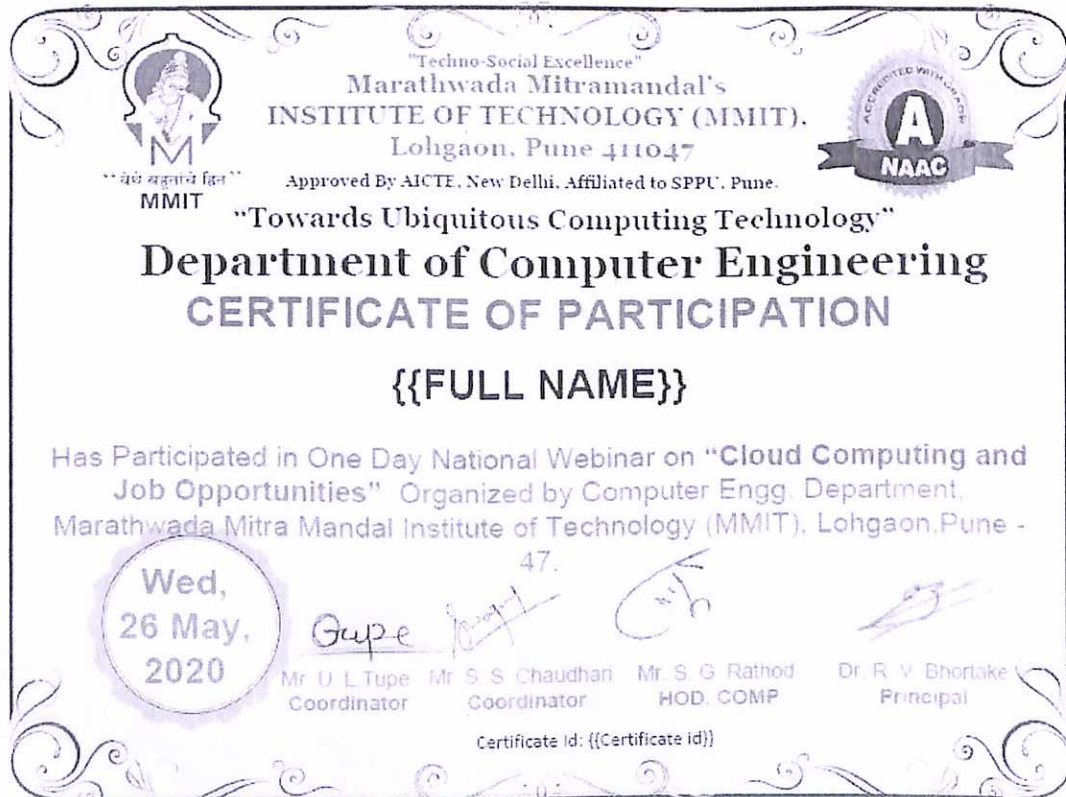 "Techno-Social Excellence"
Marathwada Mitramandal's
INSTITUTE OF TECHNOLOGY (MMIT).
Lohgaon, Pune 411047
Approved By AICTE, New Delhi, Affiliated to SPPU, Pune.
"येथे बहुतांचे हित"
MMIT
ACCREDITED WITH GRADE
A
NAAC
"Towards Ubiquitous Computing Technology"
Department of Computer Engineering
CERTIFICATE OF PARTICIPATION
{{FULL NAME}}
Has Participated in One Day National Webinar on "Cloud Computing and
Job Opportunities" Organized by Computer Engg. Department,
Marathwada Mitra Mandal Institute of Technology (MMIT), Lohgaon,Pune -
47.
Wed,
26 May,
2020
Mr U. L Tupe
Coordinator
Mr S. S. Chaudhari
Coordinator
Mr. S. G. Rathod
HOD. COMP
Dr. R. V. Bhortake
Principal
Certificate Id: {{Certificate id}}